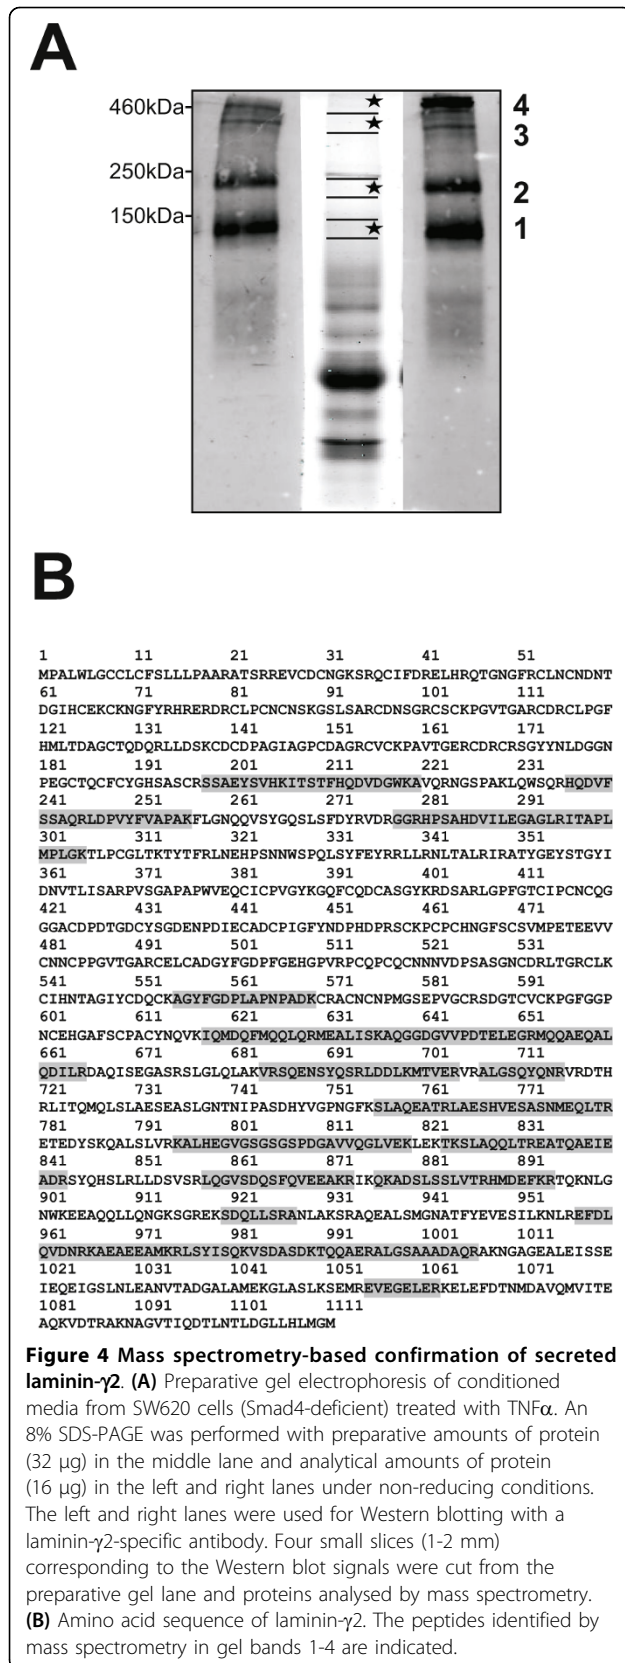 A
460kDa-
250kDa-
150kDa-
4
3
2
1
B
1 11 21 31 41 51
MPALWLGCCLCFSLLLPAARATSRREVCDCNGKSRQCIFDRELHRQTGNGFRCLNCNDNT
61 71 81 91 101 111
DGIHCEKCKNGFYRHRERDRCLPCNCNSKGSLSARCDNSGRCSCKPGVTGARCDRCLPGF
121 131 141 151 161 171
HMLTDAGCTQDQRLLDSKCDCDPAGIAGPCDAGRCVCKPAVTGERCDRCRSGYYNLDGGN
181 191 201 211 221 231
PEGCTQCFCYGHSASCRSSAEYSVHKITSTFHQDVDGWKAVQRNGSPAKLQWSQRHQDVF
241 251 261 271 281 291
SSAQRLDPVYFVAPAKFLGNQQVSYGQSLSFDYRVDRGGRHPSAHDVILEGAGLRITAPL
301 311 321 331 341 351
MPLGKTLPCGLTKTYTFRLNEHPSNNWSPQLSYFEYRRLLRNLTALRIRATYGEYSTGYI
361 371 381 391 401 411
DNVTLISARPVSGAPAPWVEQCICPVGYKGQFCQDCASGYKRDSARLGPFGTCIPCNCQG
421 431 441 451 461 471
GGACDPDTGDCYSGDENPDIECADCPIGFYNDPHDPRSCKPCPCHNGFSCSVMPETEEVV
481 491 501 511 521 531
CNNCPPGVTGARCELCADGYFGDPFGEHGPVRPCQPCQCNNNVDPSASGNCDRLTGRCLK
541 551 561 571 581 591
CIHNTAGIYCDQCKAGYFGDPLAPNPADKCRACNCNPMGSEPVGCRSDGTCVCKPGFGGP
601 611 621 631 641 651
NCEHGAFSCPACYNQVKIQMDQFMQQLQRMEALISKAQGGDGVVPDTELEGRMQQAEQAL
661 671 681 691 701 711
QDILRDAQISEGASRSLGLQLAKVRSQENSYQSRLDDLKMTVERVRALGSQYQNRVRDTH
721 731 751 751 761 771
RLITQMQLSLAESEASLGNTNIPASDHYVGPNGFKSLAQEATRLAESHVESASNMEQLTR
781 791 801 811 821 831
ETEDYSKQALSLVRKALHEGVGSGSGSPDGAVVQGLVEKLEKTKSLAQQLTREATQAEIE
841 851 861 871 881 891
ADRSYQHSLRLLDSVSRLQGVSDQSFQVEEAKRIKQKADSLSSLVTRHMDEFKRTQKNLG
901 911 921 931 941 951
NWKEEAQQLLQNGKSGREKSDQLLSRANLAKSRAQEALSMGNATFYEVESILKNLREFDL
961 971 981 991 1001 1011
QVDNRKAEAEEAMKRLSYISQKVSDASDKTQQAERALGSAAADAQRAKNGAGEALEISSE
1021 1031 1041 1051 1061 1071
IEQEIGSLNLEANVTADGALAMEKGLASLKSEMREVEGELERKELEFDTNMDAVQMVITE
1081 1091 1101 1111
AQKVDTRAKNAGVTIQDTLNTLDGLLHLMGM
Figure 4 Mass spectrometry-based confirmation of secreted
laminin-γ2. (A) Preparative gel electrophoresis of conditioned
media from SW620 cells (Smad4-deficient) treated with TNFα. An
8% SDS-PAGE was performed with preparative amounts of protein
(32 μg) in the middle lane and analytical amounts of protein
(16 μg) in the left and right lanes under non-reducing conditions.
The left and right lanes were used for Western blotting with a
laminin-γ2-specific antibody. Four small slices (1-2 mm)
corresponding to the Western blot signals were cut from the
preparative gel lane and proteins analysed by mass spectrometry.
(B) Amino acid sequence of laminin-γ2. The peptides identified by
mass spectrometry in gel bands 1-4 are indicated.